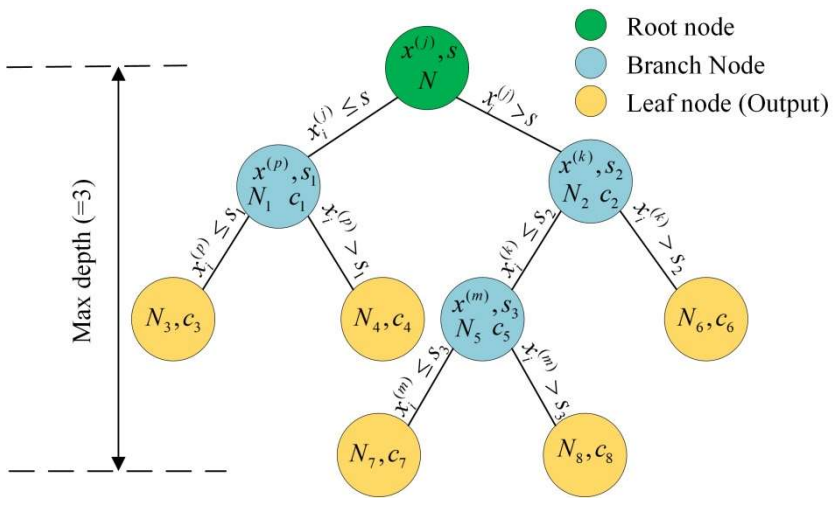 Root node
Branch Node
Leaf node (Output)
x^(j), s
N
x_i^(j) ≤ s
x_i^(j) > s
x^(p), s_1
N_1 c_1
x^(k), s_2
N_2 c_2
x_i^(p) ≤ s_1
x_i^(p) > s_1
x_i^(k) ≤ s_2
x_i^(k) > s_2
Max depth (=3)
N_3, c_3
N_4, c_4
x^(m), s_3
N_5 c_5
N_6, c_6
x_i^(m) ≤ s_3
x_i^(m) > s_3
N_7, c_7
N_8, c_8